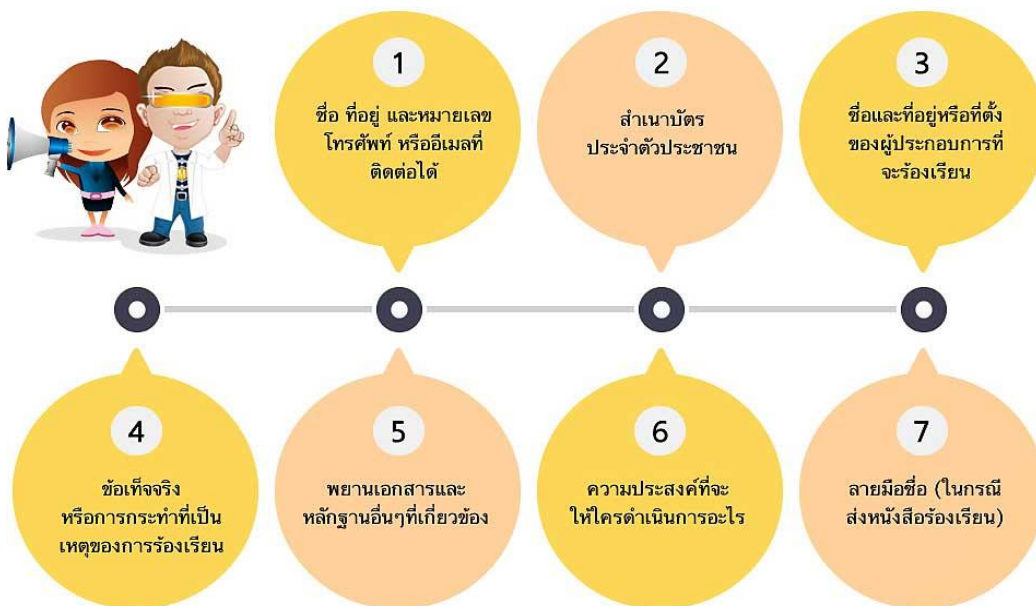 1
ชื่อ ที่อยู่ และหมายเลข
โทรศัพท์ หรืออีเมลที่
ติดต่อได้
2
สำเนาบัตร
ประจำตัวประชาชน
3
ชื่อและที่อยู่หรือที่ตั้ง
ของผู้ประกอบการที่
จะร้องเรียน
4
ข้อเท็จจริง
หรือการกระทำที่เป็น
เหตุของการร้องเรียน
5
พยานเอกสารและ
หลักฐานอื่นๆที่เกี่ยวข้อง
6
ความประสงค์ที่จะ
ให้ใครดำเนินการอะไร
7
ลายมือชื่อ (ในกรณี
ส่งหนังสือร้องเรียน)